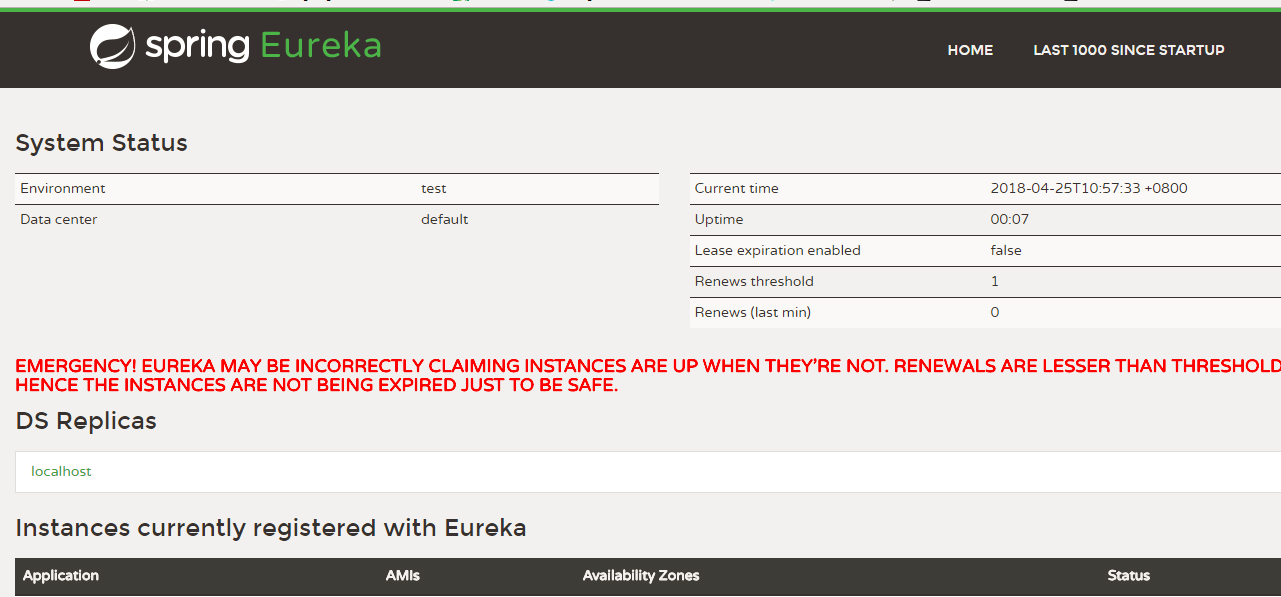 spring Eureka
HOME LAST 1000 SINCE STARTUP
System Status
Environment test
Data center default
Current time 2018-04-25T10:57:33 +0800
Uptime 00:07
Lease expiration enabled false
Renews threshold 1
Renews (last min) 0
EMERGENCY! EUREKA MAY BE INCORRECTLY CLAIMING INSTANCES ARE UP WHEN THEY'RE NOT. RENEWALS ARE LESSER THAN THRESHOLD
HENCE THE INSTANCES ARE NOT BEING EXPIRED JUST TO BE SAFE.
DS Replicas
localhost
Instances currently registered with Eureka
Application AMIs Availability Zones Status